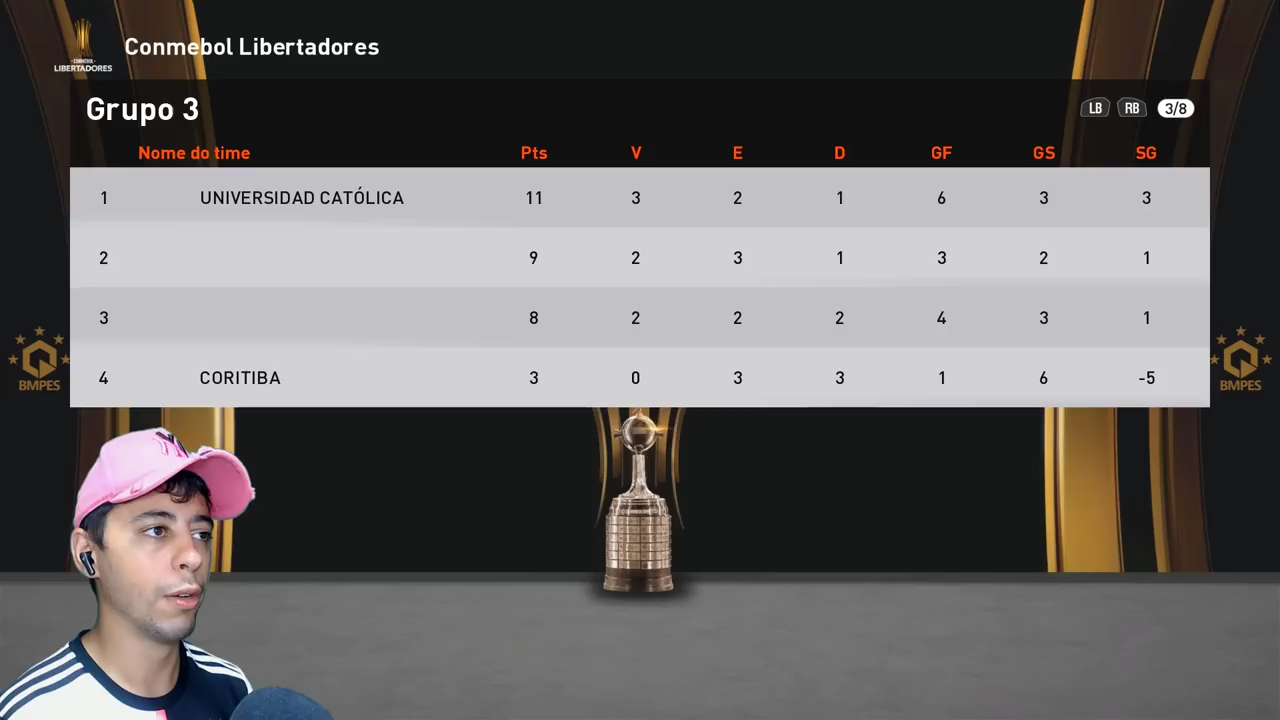 CONMEBOL
LIBERTADORES
Conmebol Libertadores
Grupo 3
LB RB 3/8
Nome do time Pts V E D GF GS SG
1 UNIVERSIDAD CATÓLICA 11 3 2 1 6 3 3
2 9 2 3 1 3 2 1
3 8 2 2 2 4 3 1
4 CORITIBA 3 0 3 3 1 6 -5
BMPES
BMPES